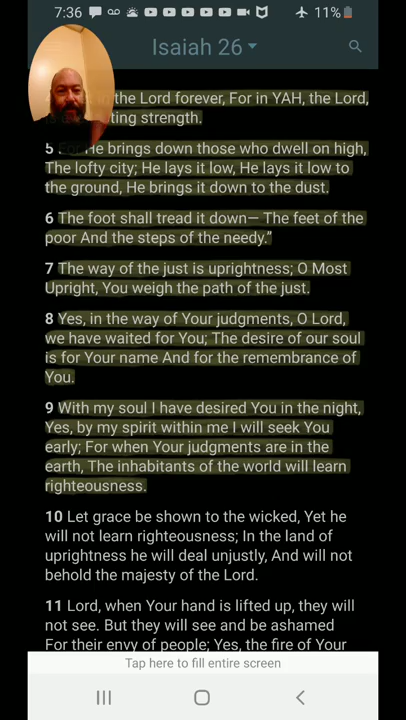 7:36
11%
Isaiah 26
the Lord forever, For in YAH, the Lord,
strength.
5 For He brings down those who dwell on high,
The lofty city; He lays it low, He lays it low to
the ground, He brings it down to the dust.
6 The foot shall tread it down— The feet of the
poor And the steps of the needy.”
7 The way of the just is uprightness; O Most
Upright, You weigh the path of the just.
8 Yes, in the way of Your judgments, O Lord,
we have waited for You; The desire of our soul
is for Your name And for the remembrance of
You.
9 With my soul I have desired You in the night,
Yes, by my spirit within me I will seek You
early; For when Your judgments are in the
earth, The inhabitants of the world will learn
righteousness.
10 Let grace be shown to the wicked, Yet he
will not learn righteousness; In the land of
uprightness he will deal unjustly, And will not
behold the majesty of the Lord.
11 Lord, when Your hand is lifted up, they will
not see. But they will see and be ashamed
For their envy of people; Yes, the fire of Your
Tap here to fill entire screen